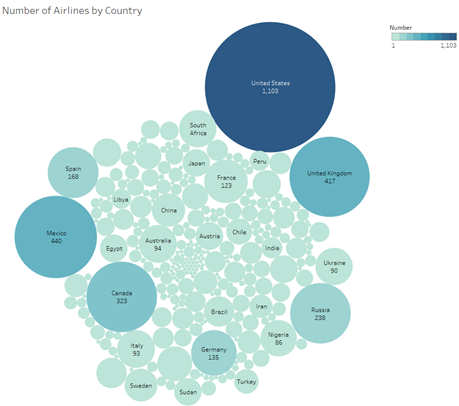 Number of Airlines by Country
Number
1 1,103
United States
1,103
South
Africa
Japan
Peru
Spain
168
France
123
United Kingdom
417
Libya
China
Mexico
440
Egypt
Australia
94
Austria
Chile
India
Ukraine
90
Canada
323
Brazil
Iran
Russia
238
Italy
93
Germany
135
Nigeria
86
Sweden
Sudan
Turkey